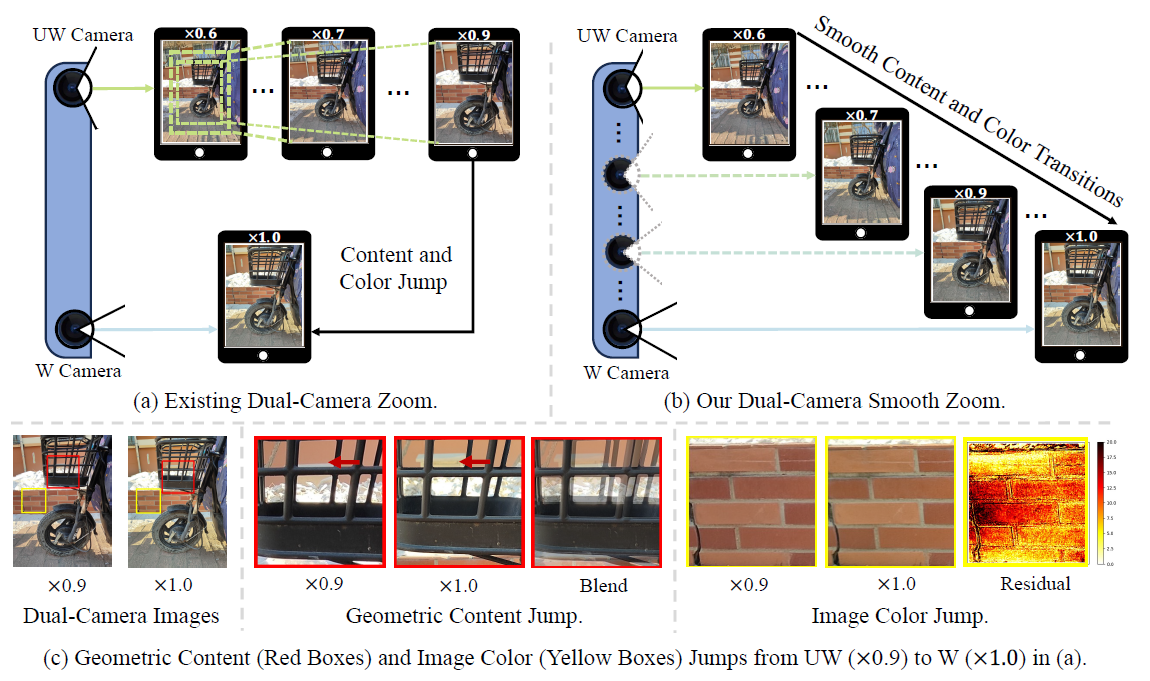 UW Camera
×0.6
×0.7
×0.9
...
...
×1.0
Content and
Color Jump
W Camera
(a) Existing Dual-Camera Zoom.
UW Camera
×0.6
Smooth Content and Color Transitions
...
×0.7
...
×0.9
...
×1.0
W Camera
(b) Our Dual-Camera Smooth Zoom.
×0.9
×1.0
Dual-Camera Images
×0.9
×1.0
Blend
Geometric Content Jump.
20.0
17.5
15.0
12.5
10.0
7.5
5.0
2.5
0.0
×0.9
×1.0
Residual
Image Color Jump.
(c) Geometric Content (Red Boxes) and Image Color (Yellow Boxes) Jumps from UW (×0.9) to W (×1.0) in (a).